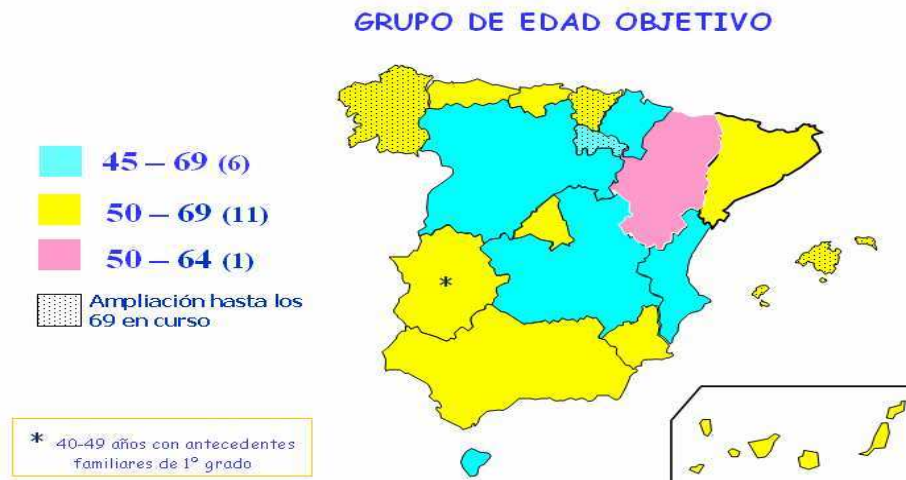 GRUPO DE EDAD OBJETIVO
45 – 69 (6)
50 – 69 (11)
50 – 64 (1)
Ampliación hasta los
69 en curso
*
* 40-49 años con antecedentes
familiares de 1º grado